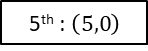 5ᵗʰ : (5,0)